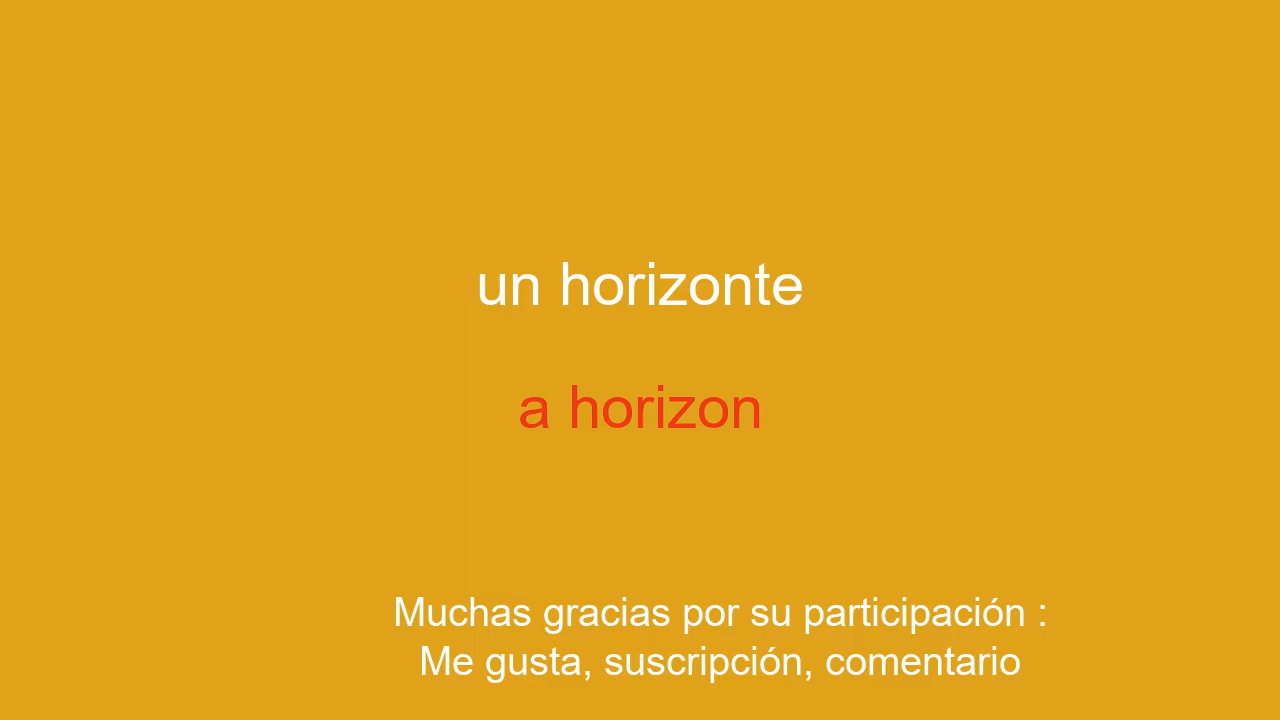 un horizonte
a horizon
Muchas gracias por su participación :
Me gusta, suscripción, comentario